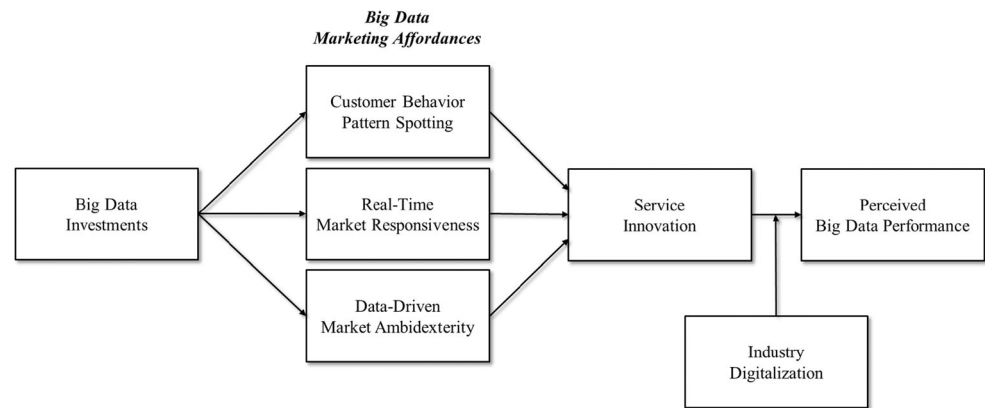 Big Data
Marketing Affordances
Customer Behavior
Pattern Spotting
Big Data
Investments
Real-Time
Market Responsiveness
Service
Innovation
Perceived
Big Data Performance
Data-Driven
Market Ambidexterity
Industry
Digitalization